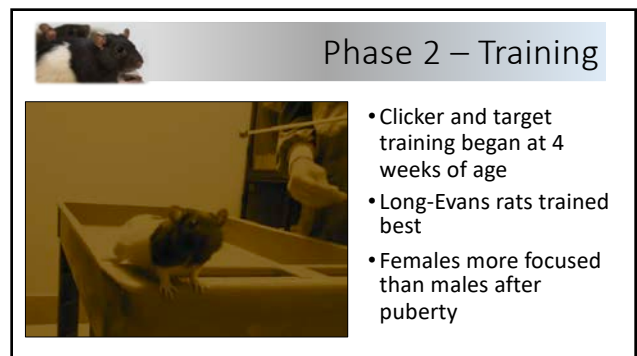 Phase 2 – Training
• Clicker and target
training began at 4
weeks of age
• Long-Evans rats trained
best
• Females more focused
than males after
puberty